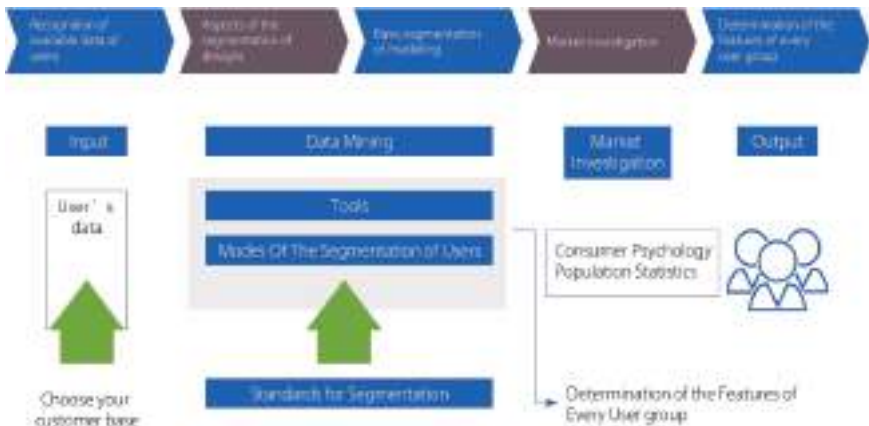 Recognition of
available data of
users
Aspects of the
segmentation of
Data segmentation
of modeling
Market investigation
Determination of the
Features of every
user group
Input
Data Mining
Market
Investigation
Output
User's
data
Tools
Model Of The Segmentation of Users
Consumer Psychology
Population Statistics
Standards for Segmentation
Choose your
customer base
Determination of the Features of
Every User group